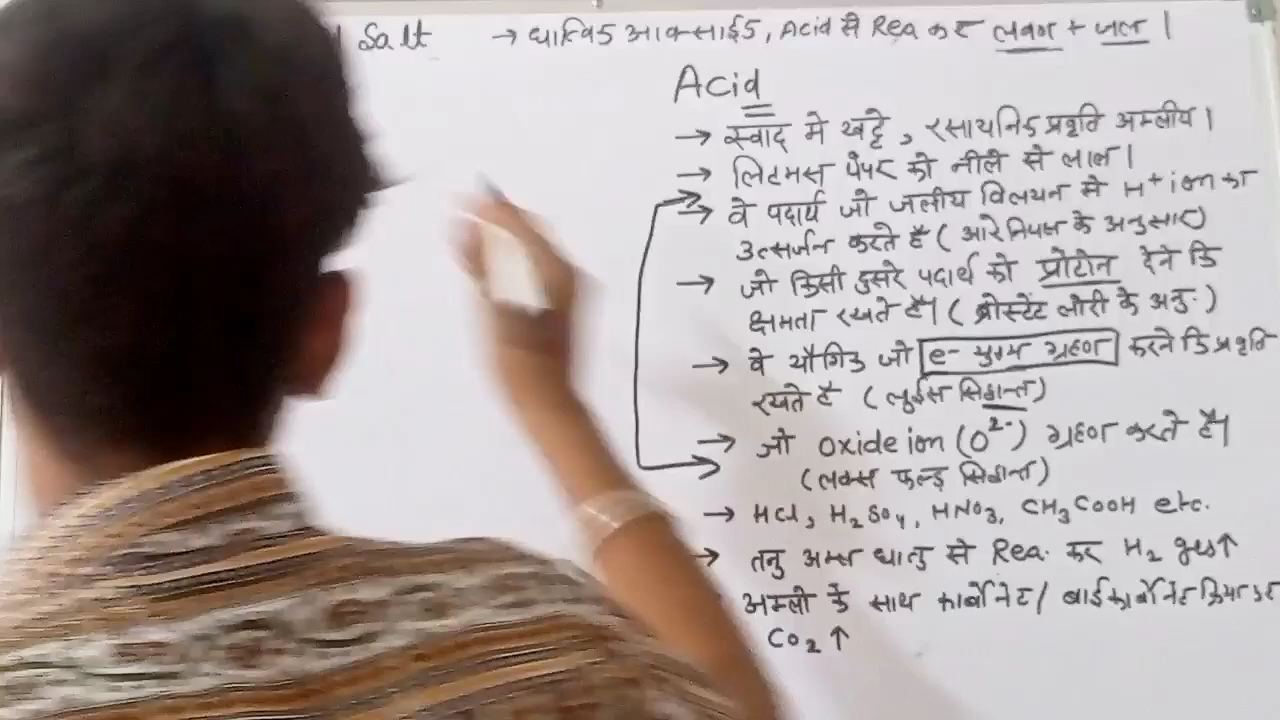 Salt → धात्विक आक्साईड, Acid से Rea कर लवण + जल ।
Acid
→ स्वाद मे खट्टे , रसायनिक प्रवृति अम्लीय ।
→ लिटमस पेपर को नीले से लाल ।
→ वे पदार्थ जो जलीय विलयन मे H+ ion का
उत्सर्जन करते है ( आरेनियस के अनुसार)
→ जो किसी दुसरे पदार्थ को प्रोटोन देने कि
क्षमता रखते है। ( ब्रोस्टेंट लोरी के अनु. )
→ वे यौगिक जो e- युग्म ग्रहण करने कि प्रवृति
रखते है ( लुईस सिद्धान्त)
→ जो oxide ion (O2-) ग्रहण करते है।
(लक्स फल्ड सिद्धान्त)
→ HCl, H2SO4, HNO3, CH3COOH etc.
→ तनु अम्ल धातु से Rea. कर H2 ges↑
अम्लो के साथ कार्बोनेट / बाईकार्बोनेट क्रिया कर
CO2 ↑